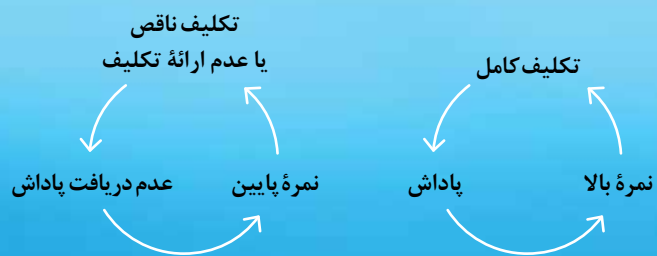 تکلیف کامل
پاداش
نمرهٔ بالا
تکلیف ناقص
یا عدم ارائهٔ تکلیف
عدم دریافت پاداش
نمرهٔ پایین